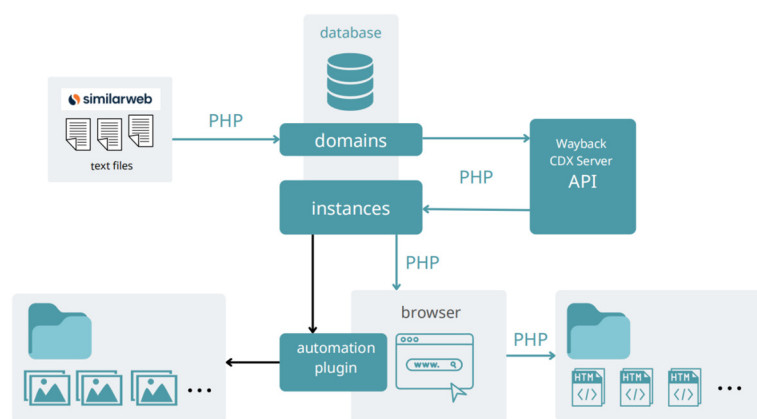 database
similarweb
text files
PHP
domains
Wayback
CDX Server
API
PHP
instances
PHP
browser
automation
plugin
www.
PHP
HTM
</>
HTM
</>
HTM
</>
...
...